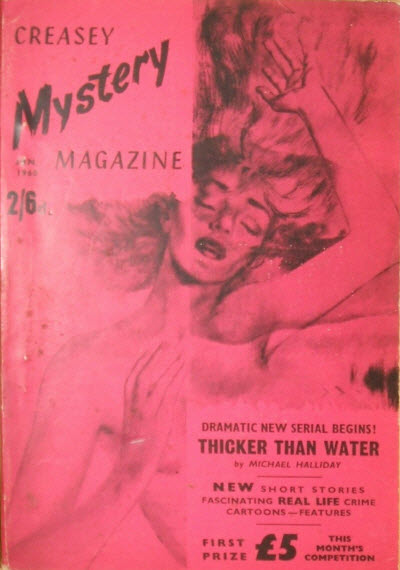 CREASEY
Mystery
MAGAZINE
1960
2/6
DRAMATIC NEW SERIAL BEGINS!
THICKER THAN WATER
by MICHAEL HALLIDAY
NEW SHORT STORIES
FASCINATING REAL LIFE CRIME
CARTOONS — FEATURES
FIRST PRIZE £5 THIS MONTH'S COMPETITION